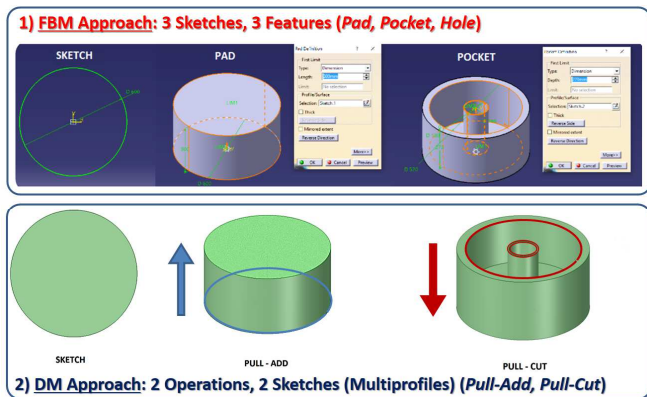 1) FBM Approach: 3 Sketches, 3 Features (Pad, Pocket, Hole)
SKETCH
PAD
POCKET
Pad Definition
First Limit
Type: Dimension
Length:
Limit: No selection
Profile/Surface
Selection: Sketch.1
Thick
Mirrored extent
Reverse Direction
More>>
OK Cancel Preview
First Limit
Type: Dimension
Depth:
Limit: No selection
Profile/Surface
Selection: Sketch.2
Thick
Reverse Side
Mirrored extent
Reverse Direction
More>>
OK Cancel Preview
SKETCH
PULL - ADD
PULL - CUT
2) DM Approach: 2 Operations, 2 Sketches (Multiprofiles) (Pull-Add, Pull-Cut)